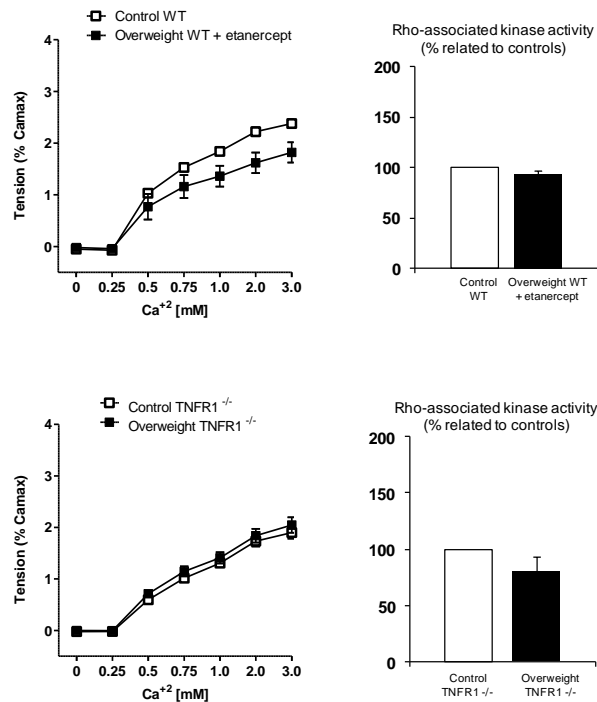 Control WT
Overweight WT + etanercept
Tension (% Camax)
4
3
2
1
0
0 0.25 0.5 0.75 1.0 2.0 3.0
Ca+2 [mM]
Rho-associated kinase activity
(% related to controls)
200
150
100
50
0
Control
WT
Overweight WT
+ etanercept
Control TNFR1 -/-
Overweight TNFR1 -/-
Tension (% Camax)
4
3
2
1
0
0 0.25 0.5 0.75 1.0 2.0 3.0
Ca+2 [mM]
Rho-associated kinase activity
(% related to controls)
200
150
100
50
0
Control
TNFR1 -/-
Overweight
TNFR1 -/-